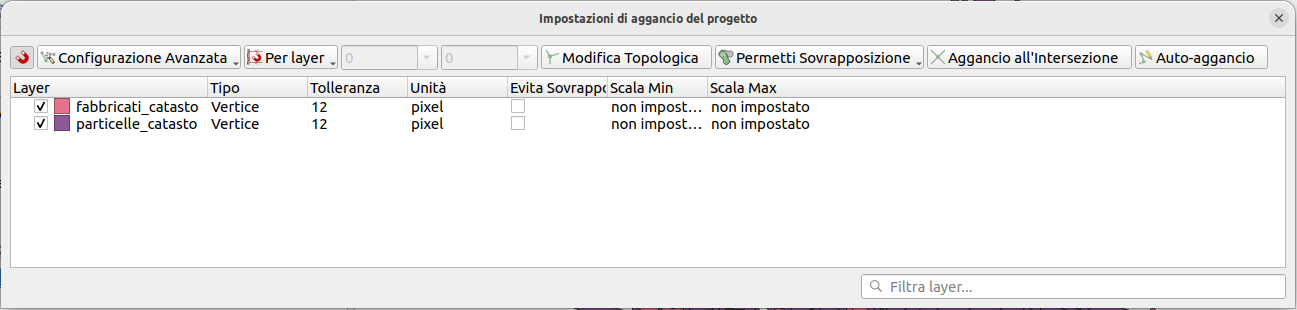 Impostazioni di aggancio del progetto
Configurazione Avanzata Per layer 0 0 Modifica Topologica Permetti Sovrapposizione Aggancio all'Intersezione Auto-aggancio
Layer Tipo Tolleranza Unità Evita Sovrappo Scala Min Scala Max
fabbricati_catasto Vertice 12 pixel non impost... non impostato
particelle_catasto Vertice 12 pixel non impost... non impostato
Filtra layer...